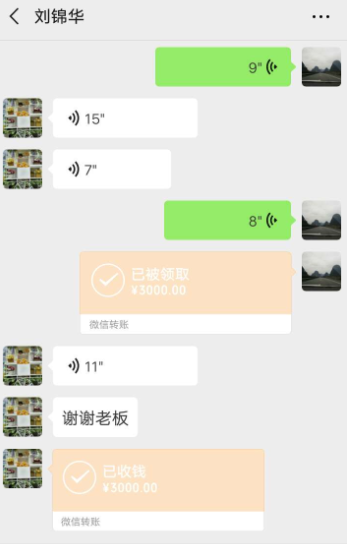 刘锦华
9"
15"
7"
8"
已被领取
¥3000.00
微信转账
11"
谢谢老板
已收钱
¥3000.00
微信转账